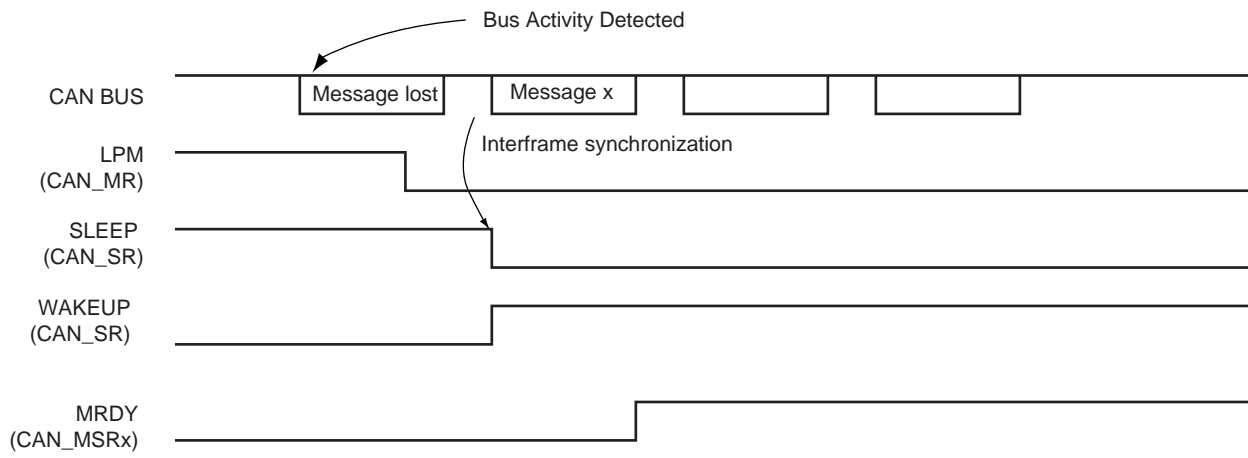 Bus Activity Detected
CAN BUS
Message lost
Message x
Interframe synchronization
LPM
(CAN_MR)
SLEEP
(CAN_SR)
WAKEUP
(CAN_SR)
MRDY
(CAN_MSRx)